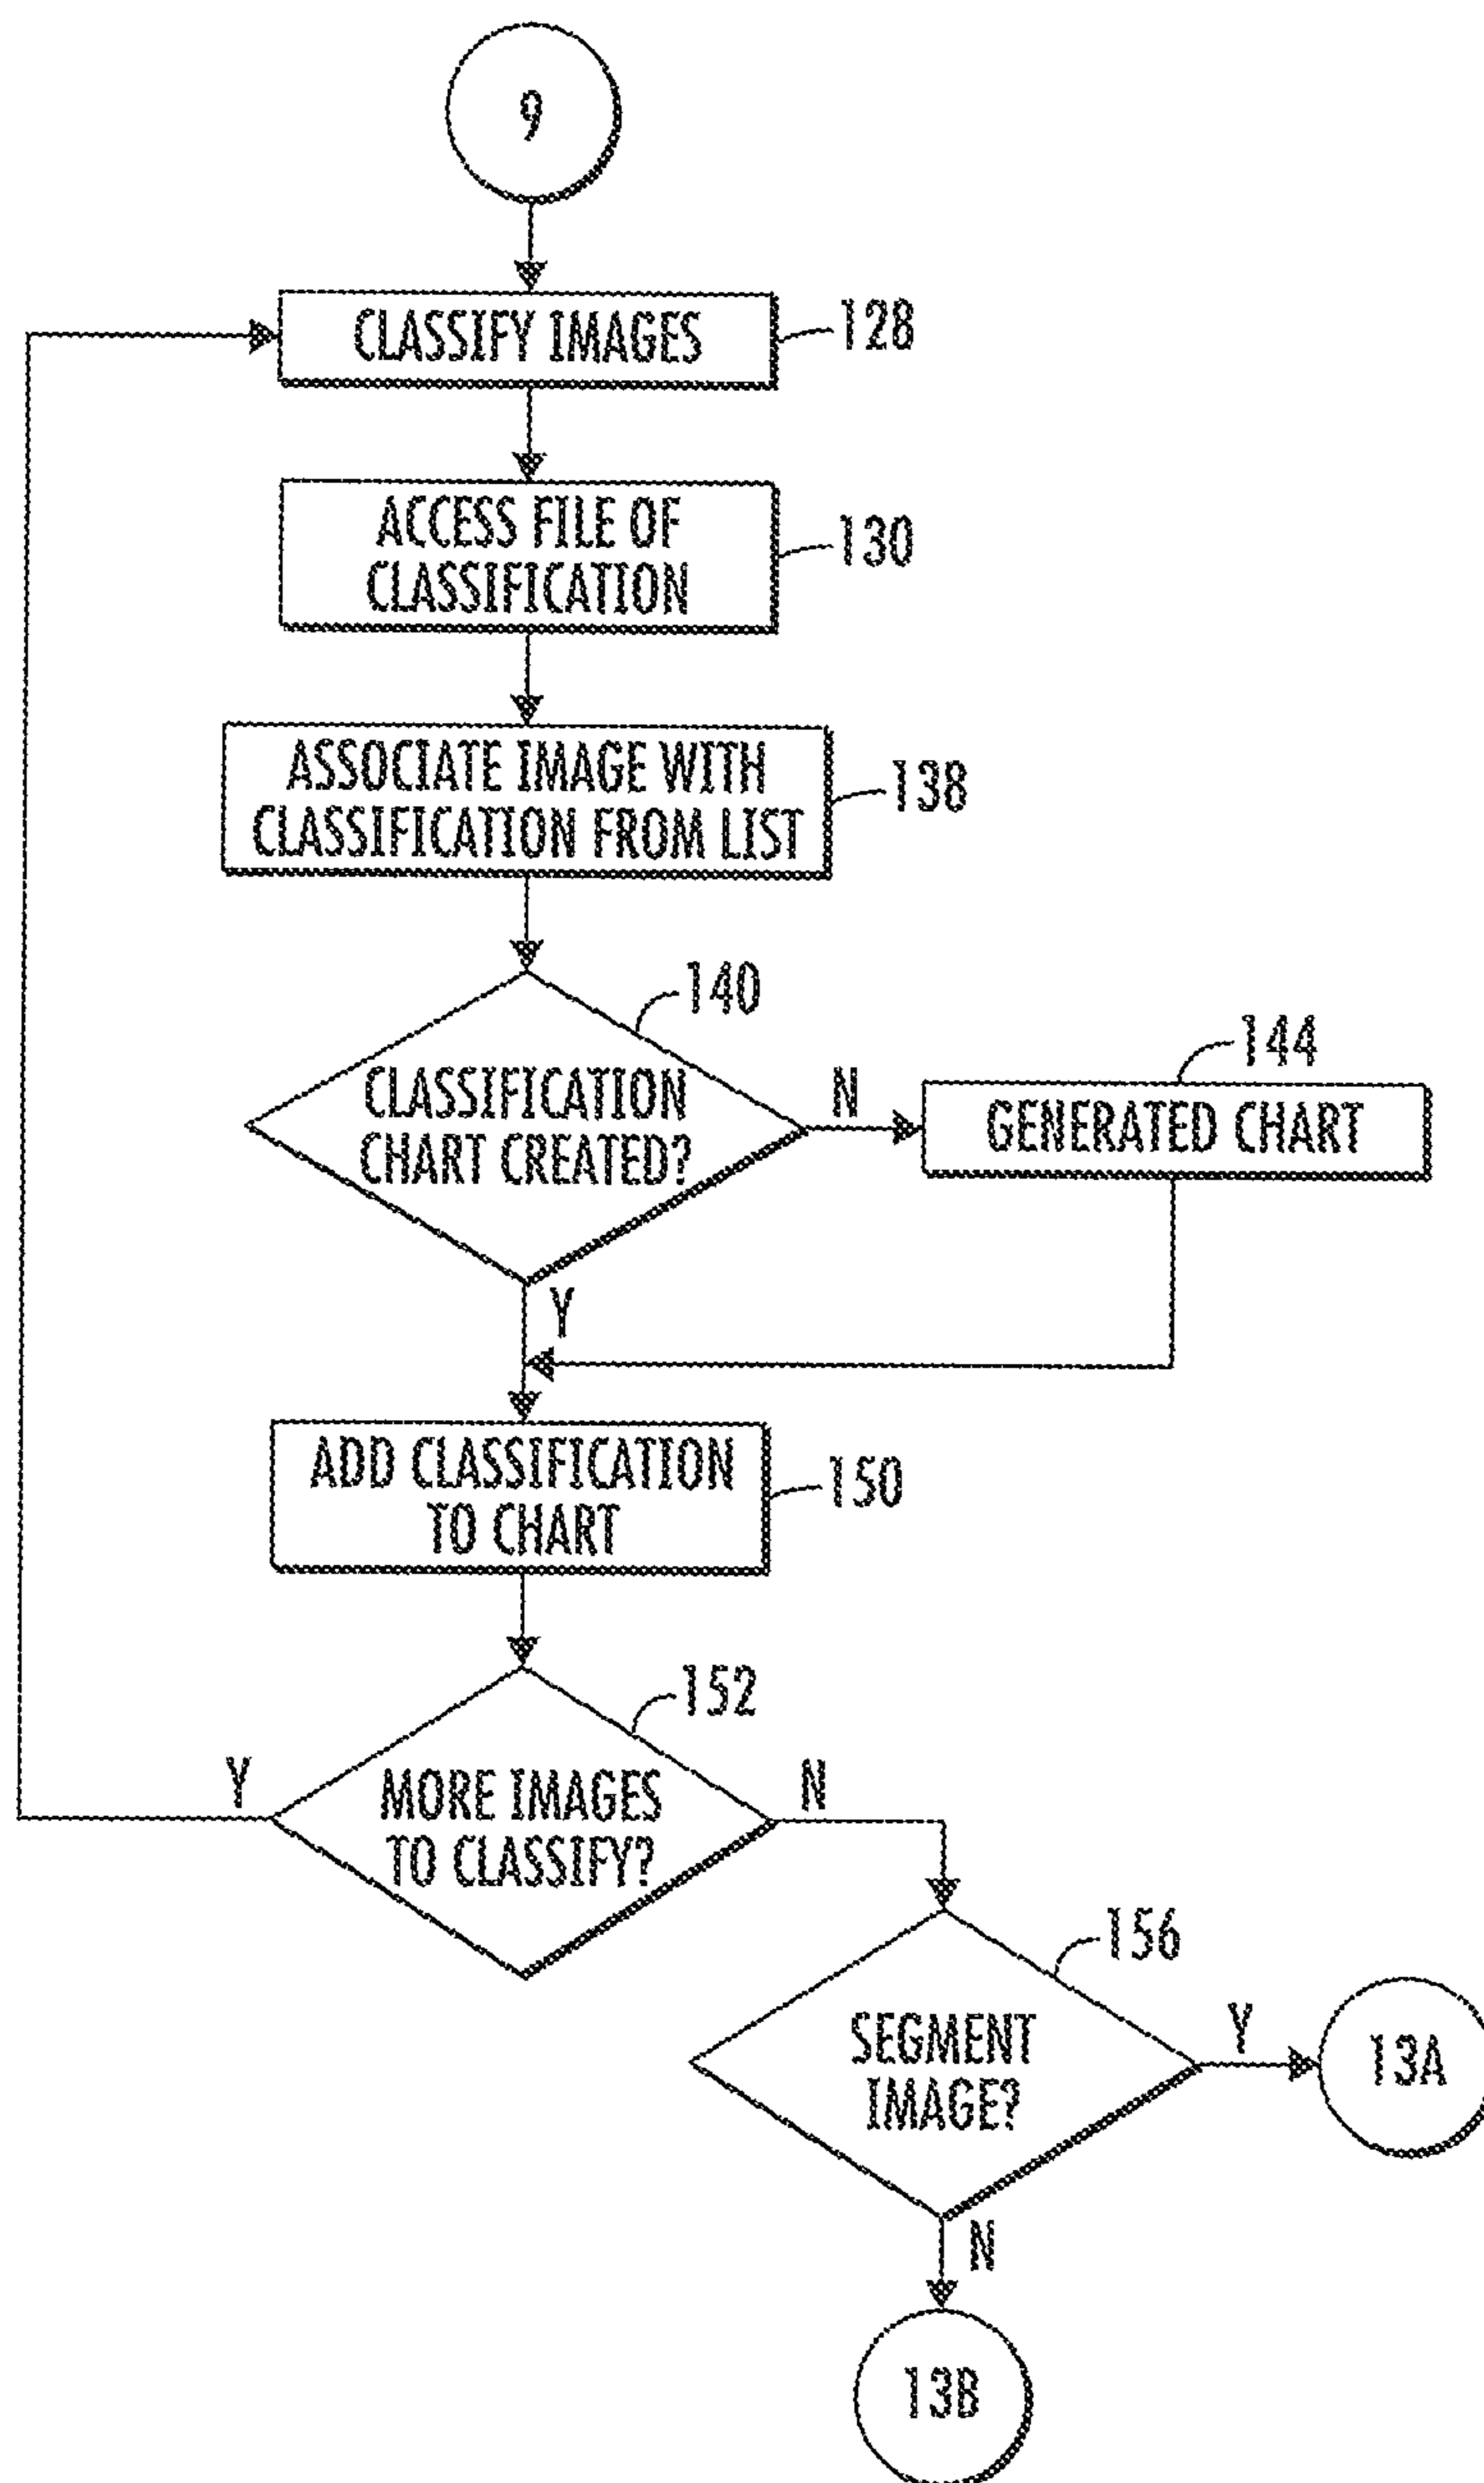 9
CLASSIFY IMAGES
128
ACCESS FILE OF
CLASSIFICATION
130
ASSOCIATE IMAGE WITH
CLASSIFICATION FROM LIST
138
140
CLASSIFICATION
CHART CREATED?
N
144
GENERATED CHART
Y
ADD CLASSIFICATION
TO CHART
150
152
MORE IMAGES
TO CLASSIFY?
Y
N
156
SEGMENT
IMAGE?
Y
13A
N
13B